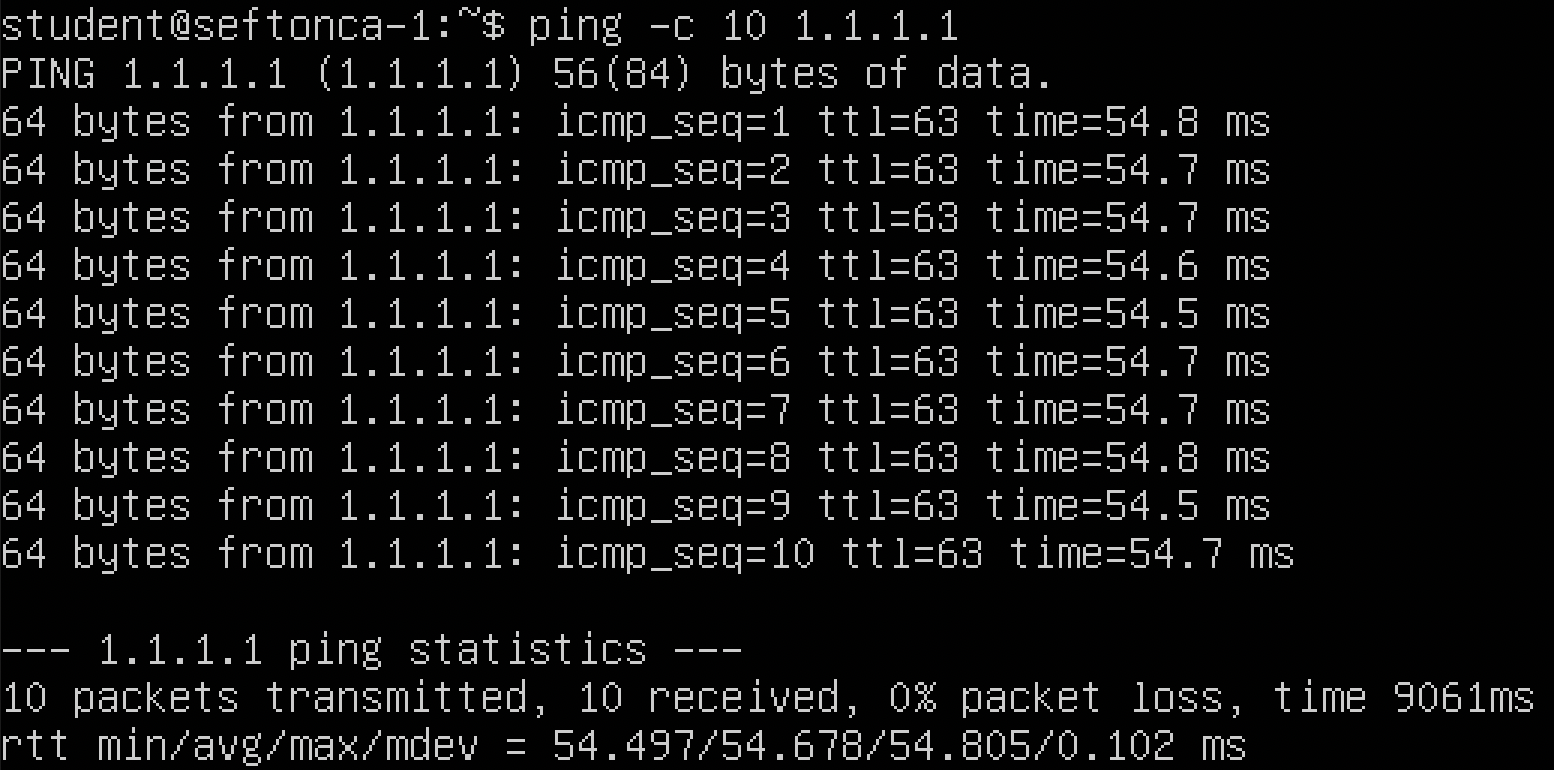 student@seftonca-1:~$ ping -c 10 1.1.1.1
PING 1.1.1.1 (1.1.1.1) 56(84) bytes of data.
64 bytes from 1.1.1.1: icmp_seq=1 ttl=63 time=54.8 ms
64 bytes from 1.1.1.1: icmp_seq=2 ttl=63 time=54.7 ms
64 bytes from 1.1.1.1: icmp_seq=3 ttl=63 time=54.7 ms
64 bytes from 1.1.1.1: icmp_seq=4 ttl=63 time=54.6 ms
64 bytes from 1.1.1.1: icmp_seq=5 ttl=63 time=54.5 ms
64 bytes from 1.1.1.1: icmp_seq=6 ttl=63 time=54.7 ms
64 bytes from 1.1.1.1: icmp_seq=7 ttl=63 time=54.7 ms
64 bytes from 1.1.1.1: icmp_seq=8 ttl=63 time=54.8 ms
64 bytes from 1.1.1.1: icmp_seq=9 ttl=63 time=54.5 ms
64 bytes from 1.1.1.1: icmp_seq=10 ttl=63 time=54.7 ms

--- 1.1.1.1 ping statistics ---
10 packets transmitted, 10 received, 0% packet loss, time 9061ms
rtt min/avg/max/mdev = 54.497/54.678/54.805/0.102 ms